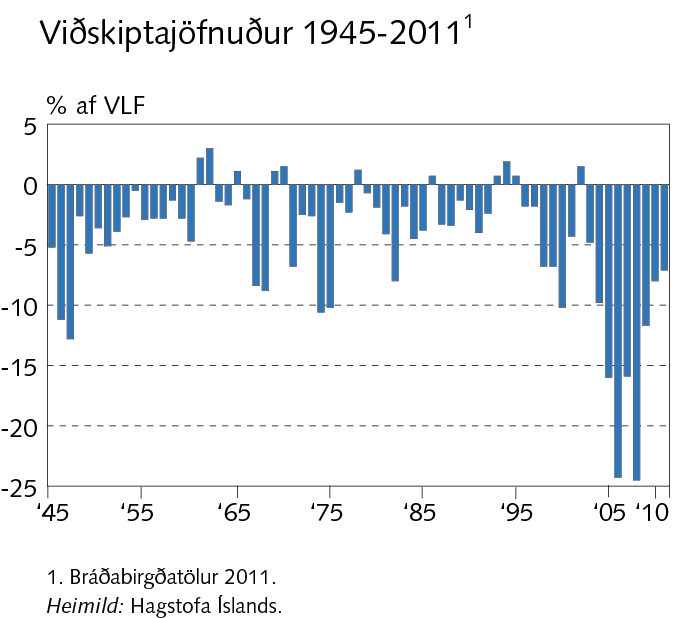 Viðskiptajöfnuður 1945-2011¹
% af VLF
5
0
-5
-10
-15
-20
-25
‘45 ‘55 ‘65 ‘75 ‘85 ‘95 ‘05 ‘10
1. Bráðabirgðatölur 2011.
Heimild: Hagstofa Íslands.